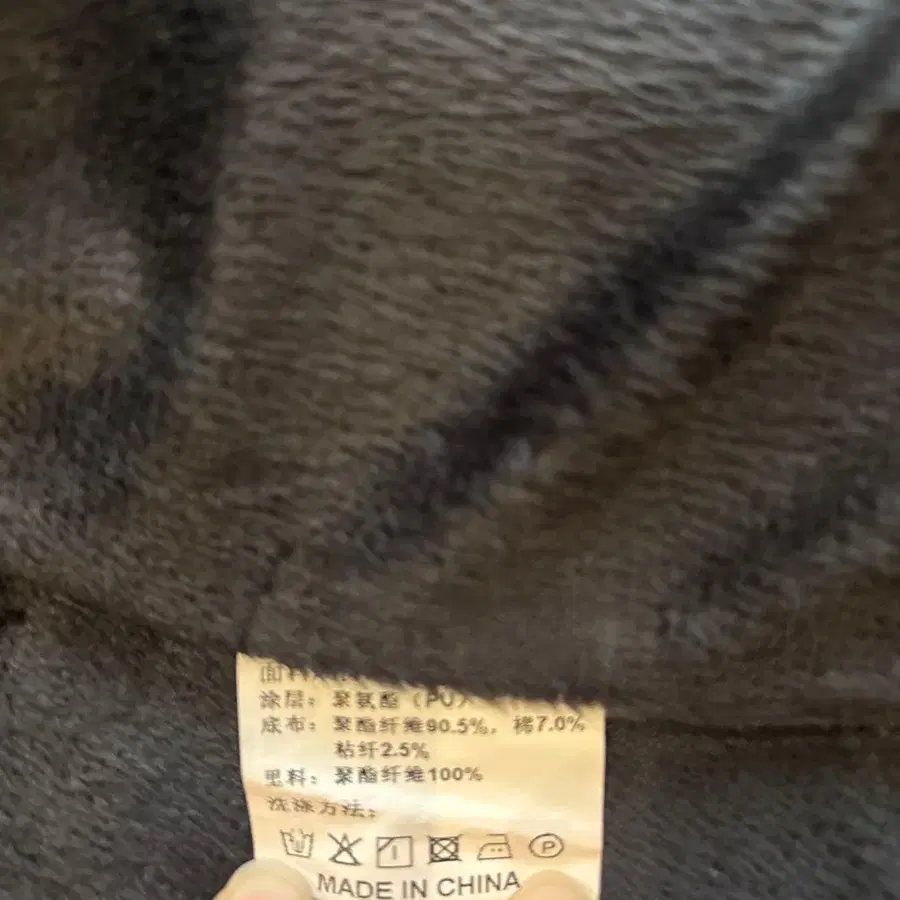 面料
涂层：聚氨酯（PU）
底布：聚酯纤维90.5%，棉7.0%
粘纤2.5%
里料：聚酯纤维100%
洗涤方法：
P
MADE IN CHINA